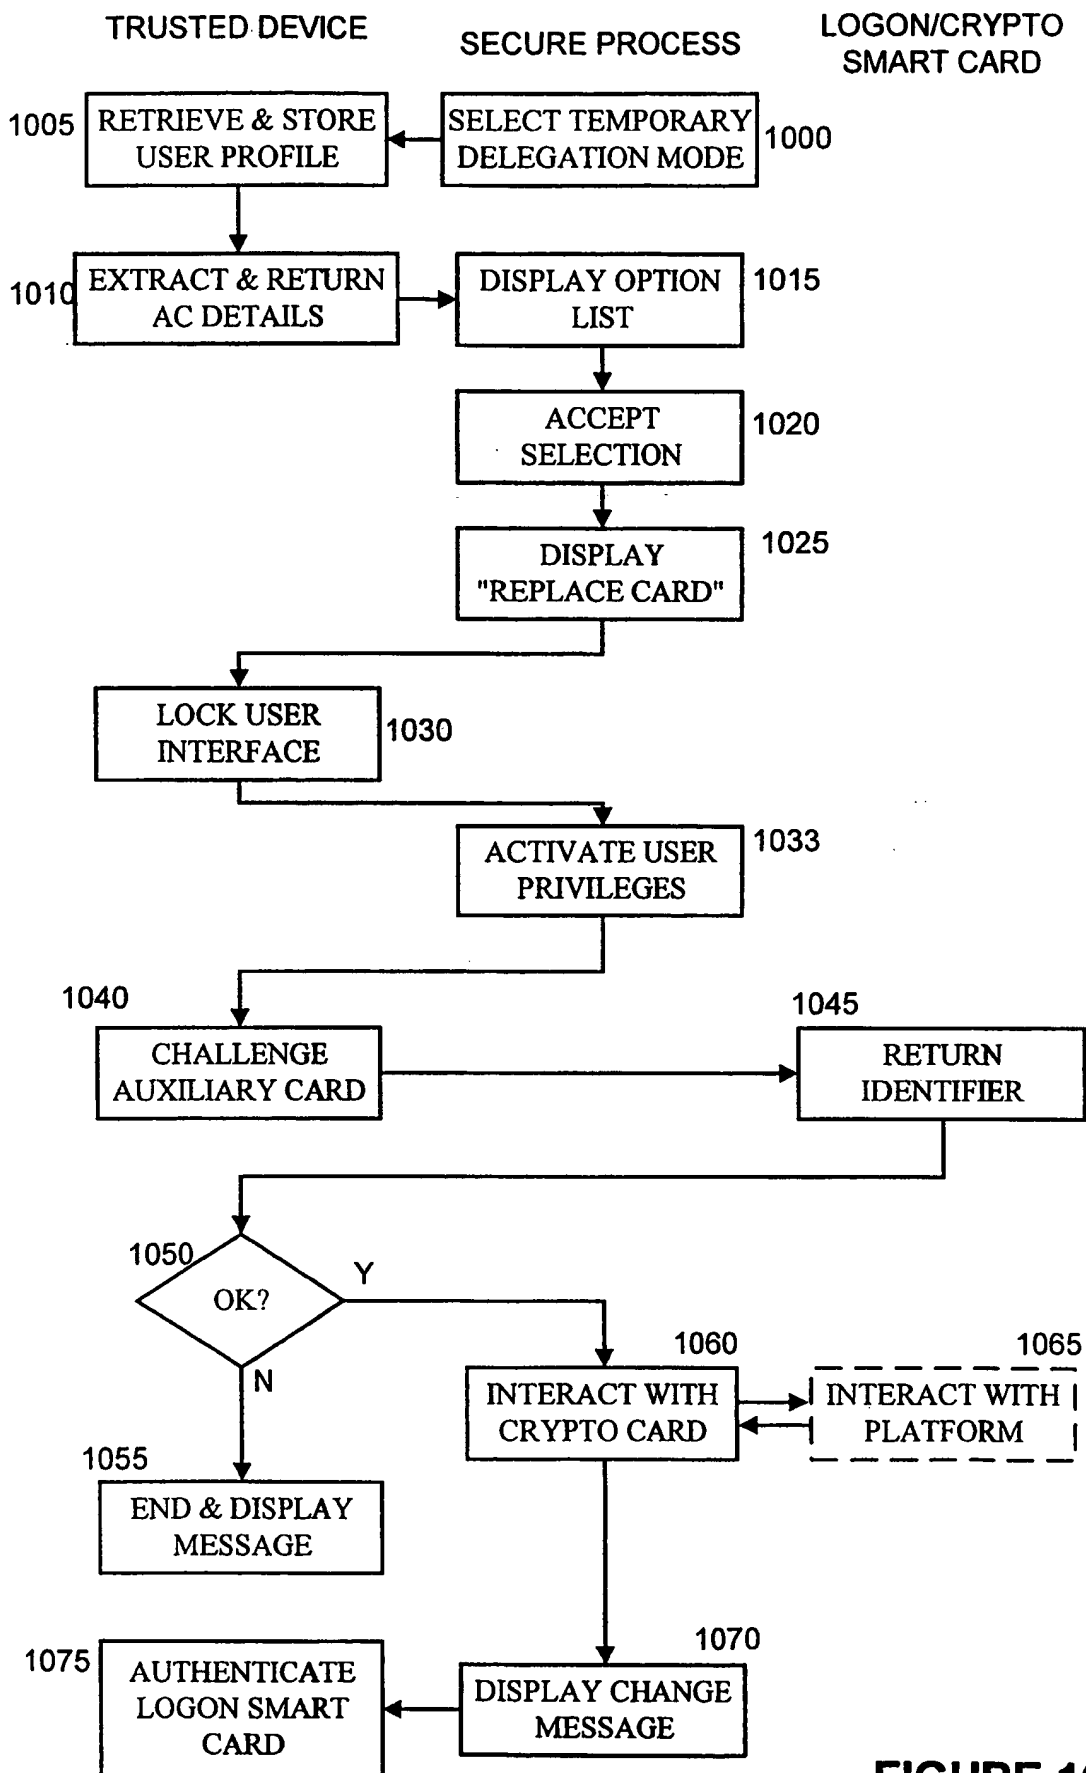 TRUSTED DEVICE
SECURE PROCESS
LOGON/CRYPTO
SMART CARD
1005
RETRIEVE & STORE
USER PROFILE
SELECT TEMPORARY
DELEGATION MODE
1000
1010
EXTRACT & RETURN
AC DETAILS
DISPLAY OPTION
LIST
1015
ACCEPT
SELECTION
1020
DISPLAY
"REPLACE CARD"
1025
LOCK USER
INTERFACE
1030
ACTIVATE USER
PRIVILEGES
1033
1040
CHALLENGE
AUXILIARY CARD
1045
RETURN
IDENTIFIER
1050
OK?
Y
N
1060
INTERACT WITH
CRYPTO CARD
1065
INTERACT WITH
PLATFORM
1055
END & DISPLAY
MESSAGE
1070
DISPLAY CHANGE
MESSAGE
1075
AUTHENTICATE
LOGON SMART
CARD
FIGURE